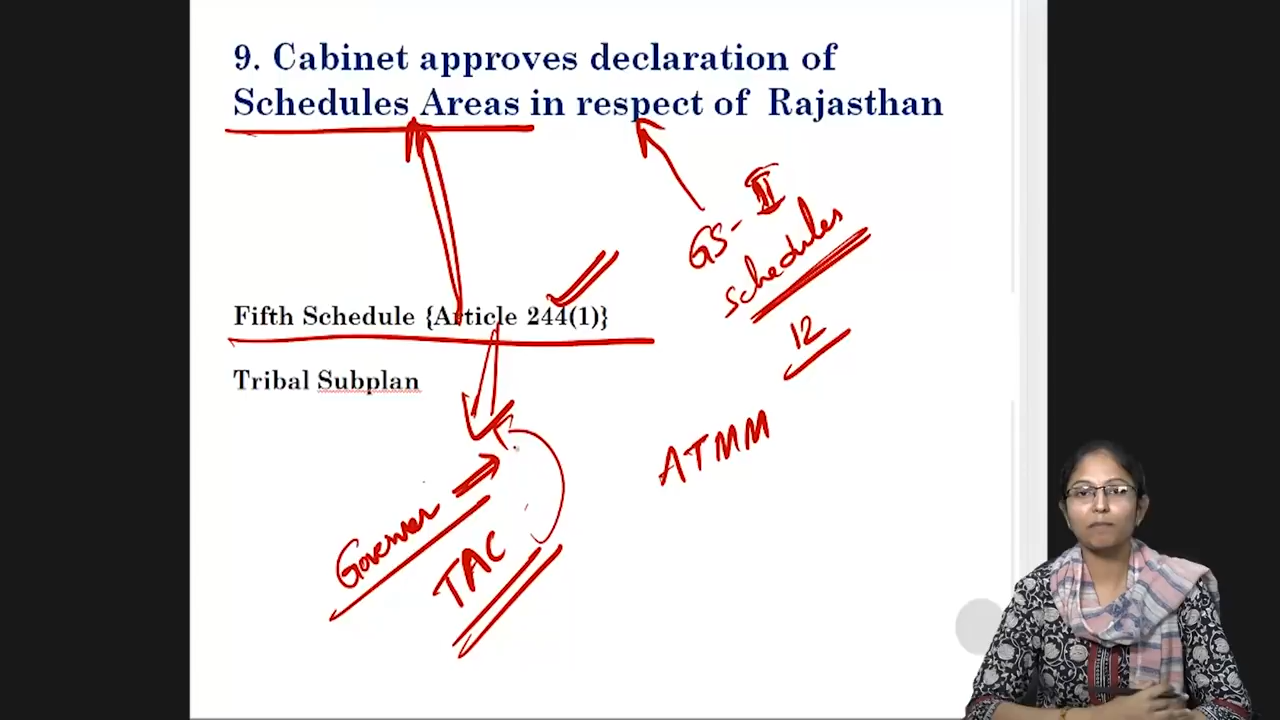 9. Cabinet approves declaration of
Schedules Areas in respect of Rajasthan
GS- II
Schedules
12
Fifth Schedule {Article 244(1)}
Tribal Subplan
ATMM
Governer
TAC